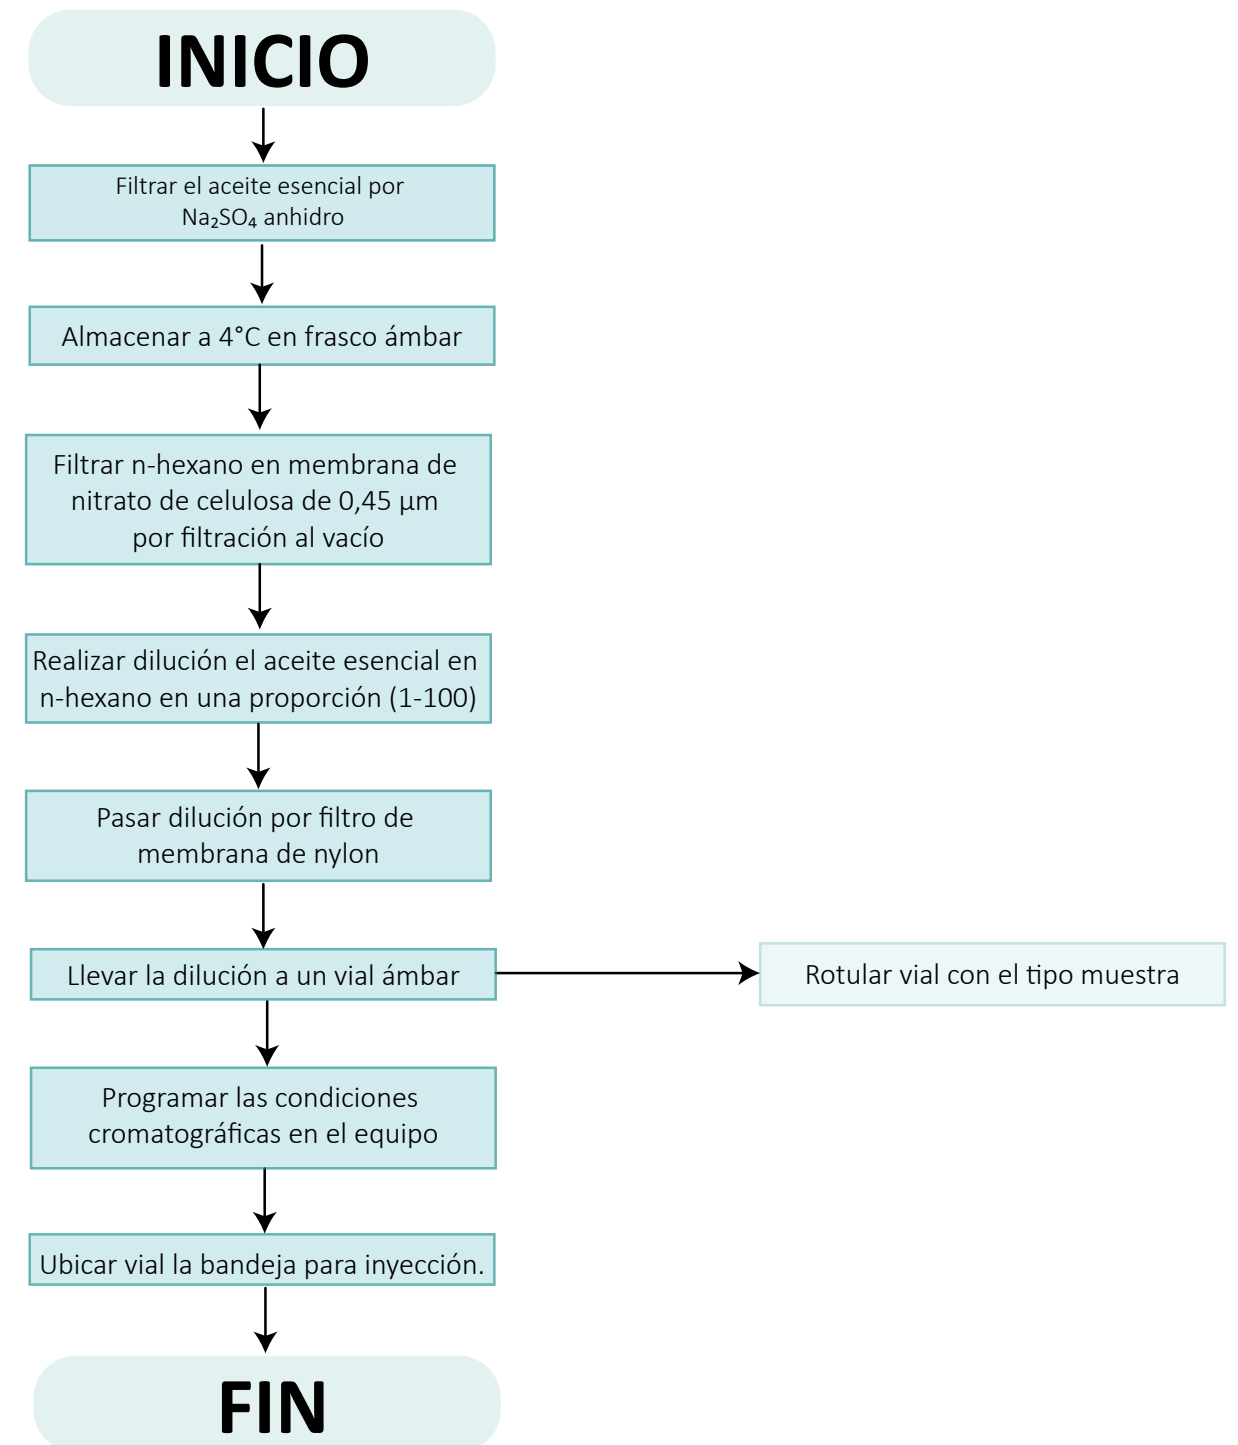 INICIO
Filtrar el aceite esencial por
Na₂SO₄ anhidro
Almacenar a 4°C en frasco ámbar
Filtrar n-hexano en membrana de
nitrato de celulosa de 0,45 µm
por filtración al vacío
Realizar dilución el aceite esencial en
n-hexano en una proporción (1-100)
Pasar dilución por filtro de
membrana de nylon
Llevar la dilución a un vial ámbar
Rotular vial con el tipo muestra
Programar las condiciones
cromatográficas en el equipo
Ubicar vial la bandeja para inyección.
FIN